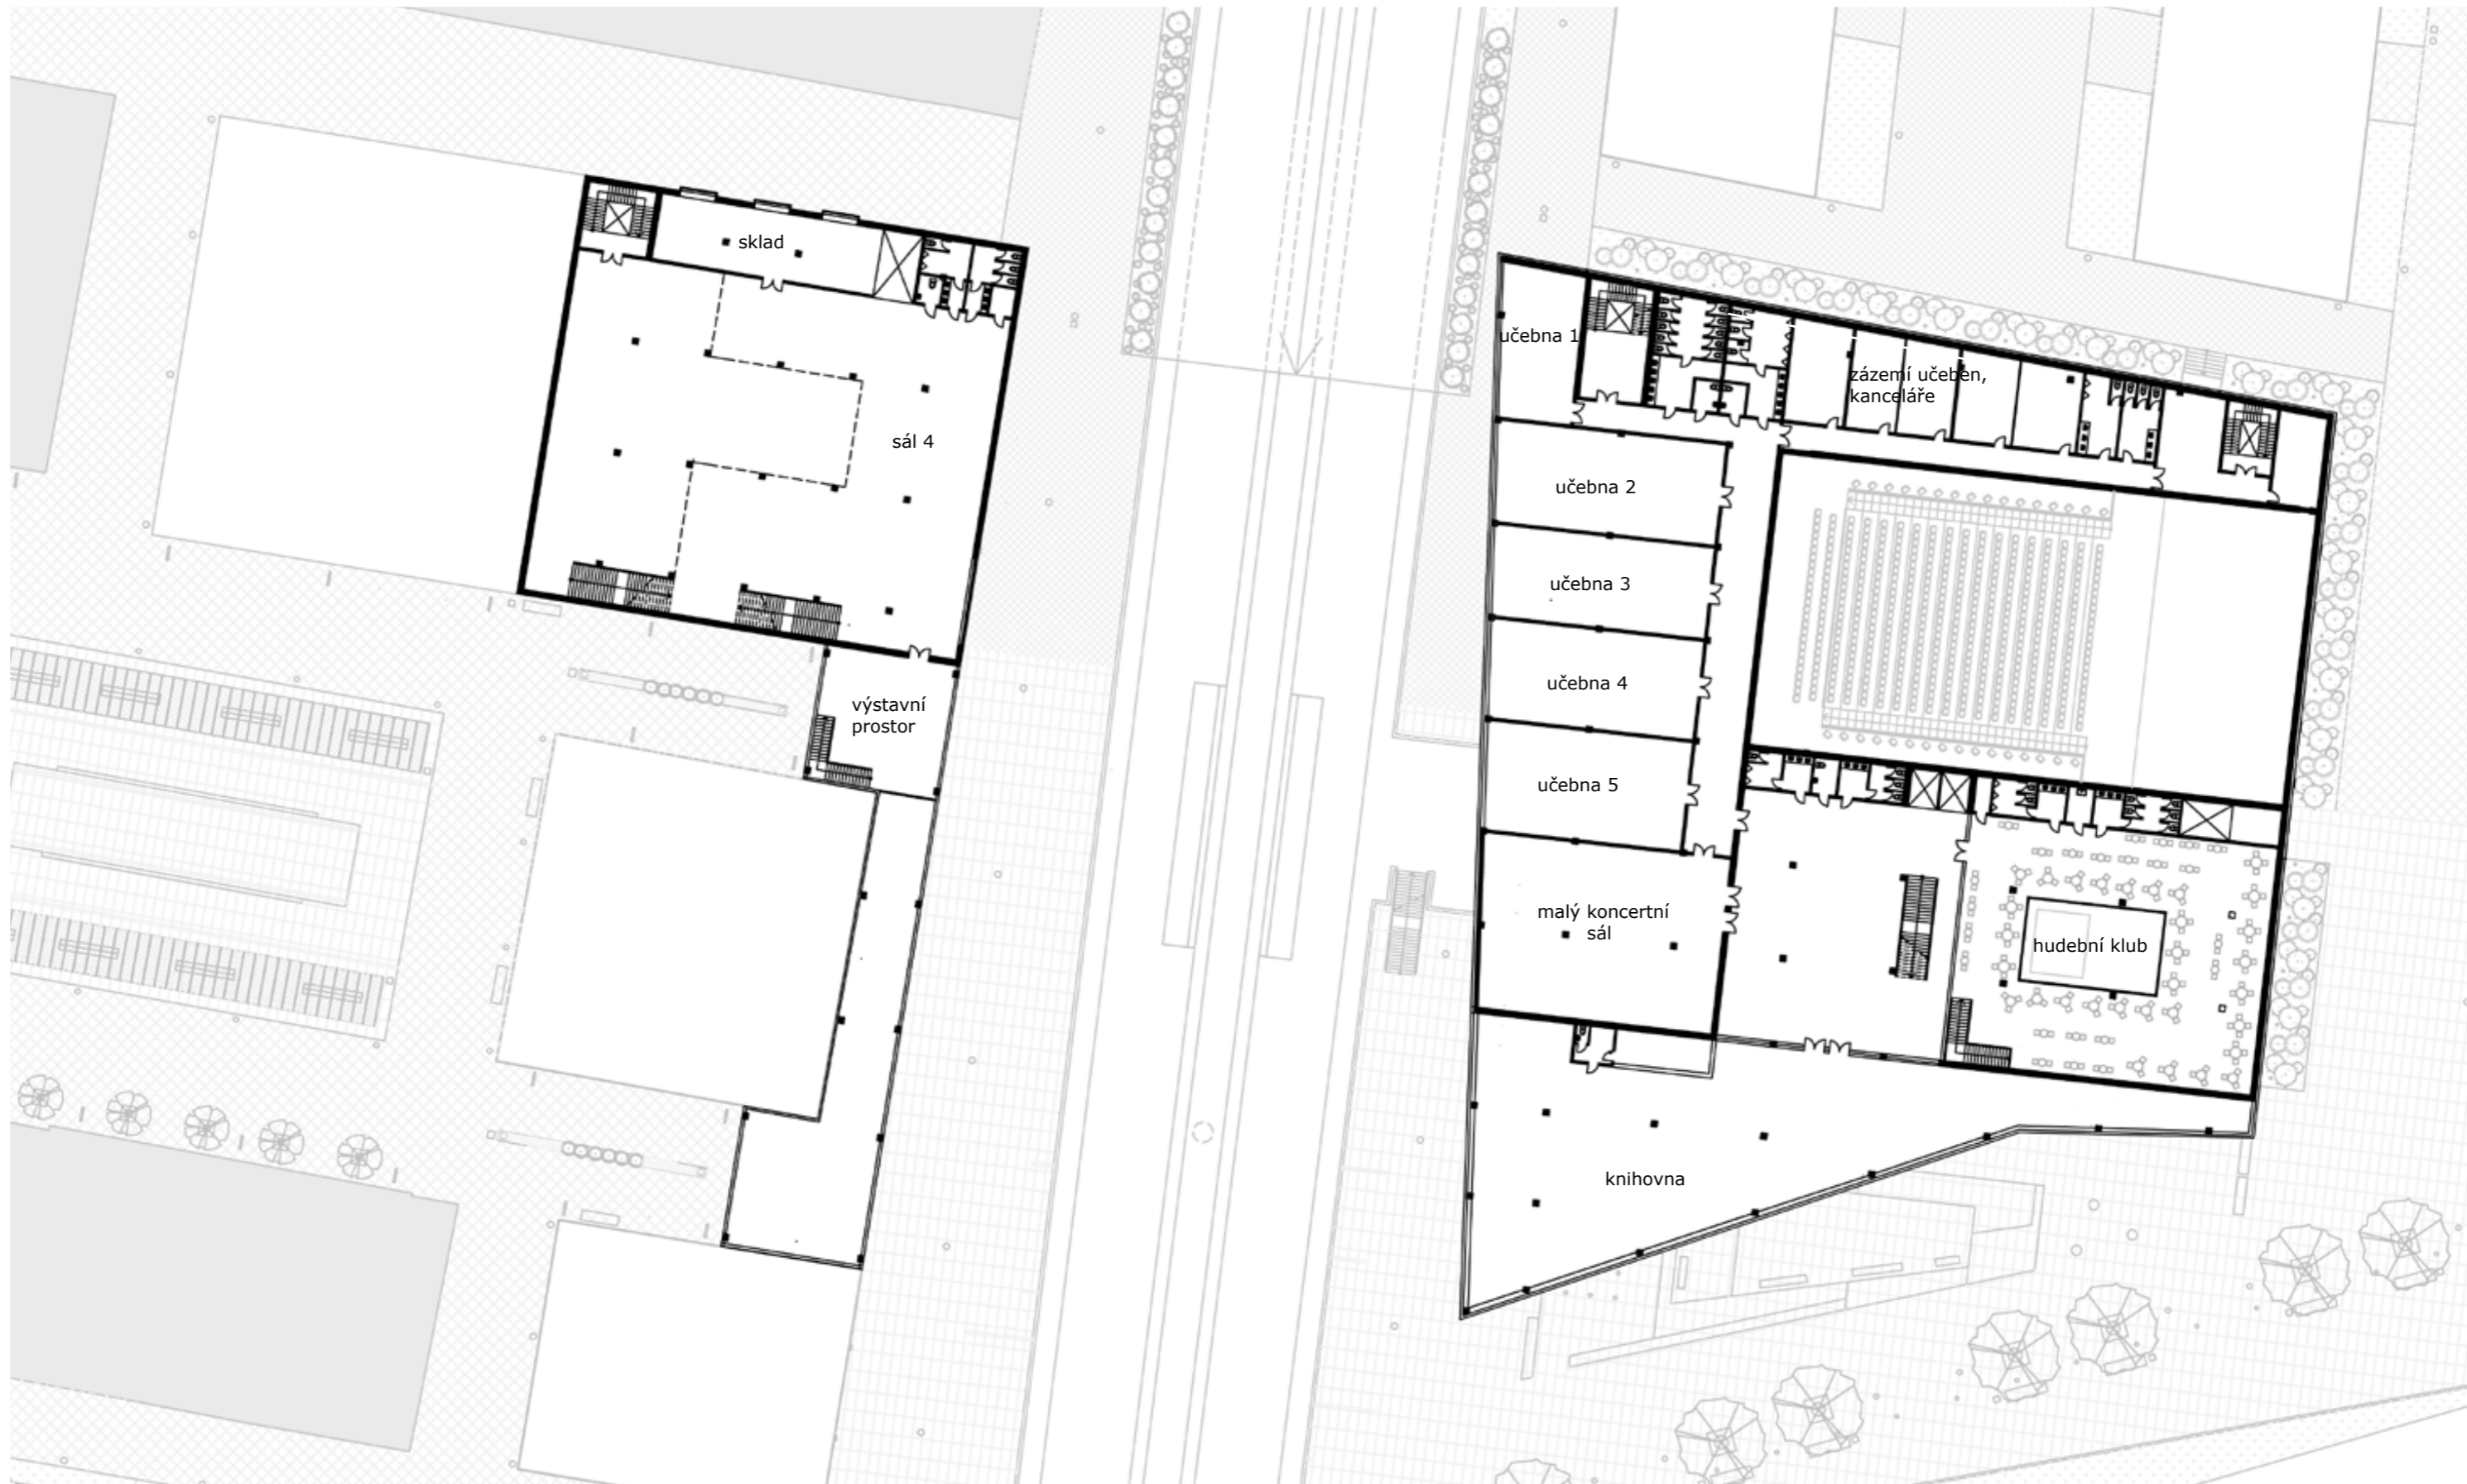 sklad
sál 4
výstavní
prostor
učebna 1
zázemí učeben,
kanceláře
učebna 2
učebna 3
učebna 4
učebna 5
malý koncertní
sál
hudební klub
knihovna